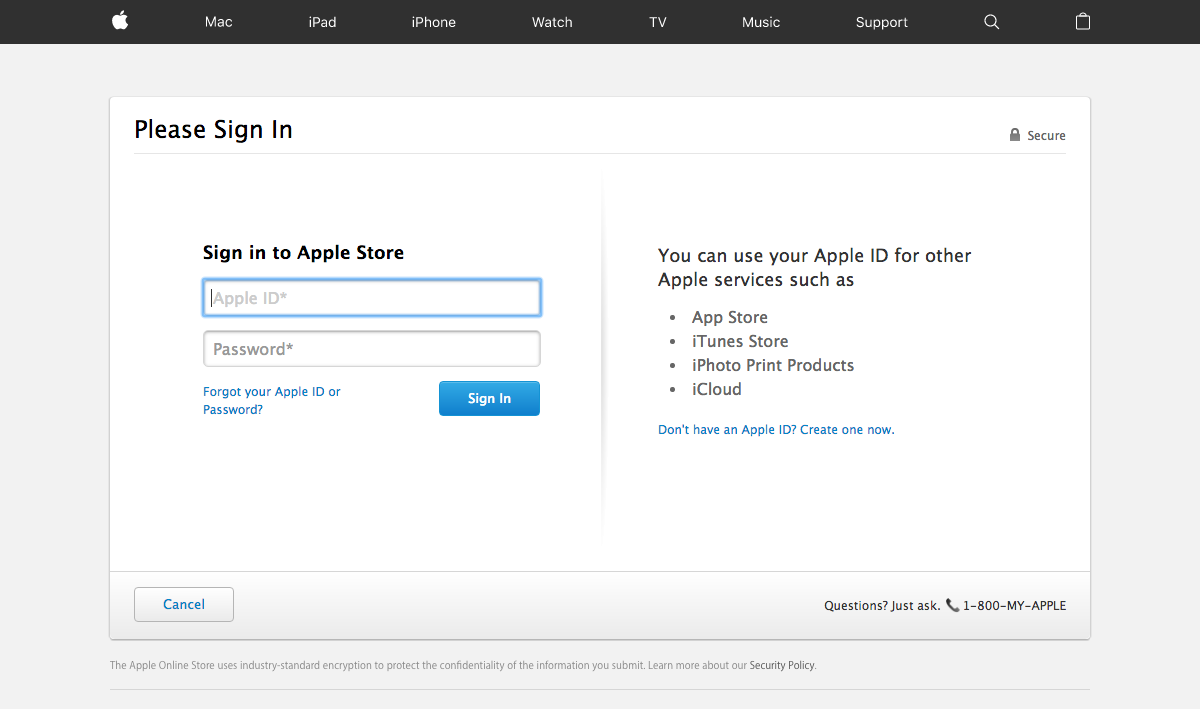 Mac iPad iPhone Watch TV Music Support
Please Sign In
Secure
Sign in to Apple Store
Apple ID*
Password*
Forgot your Apple ID or
Password?
Sign In
You can use your Apple ID for other
Apple services such as
• App Store
• iTunes Store
• iPhoto Print Products
• iCloud
Don't have an Apple ID? Create one now.
Cancel
Questions? Just ask. 1-800-MY-APPLE
The Apple Online Store uses industry-standard encryption to protect the confidentiality of the information you submit. Learn more about our Security Policy.